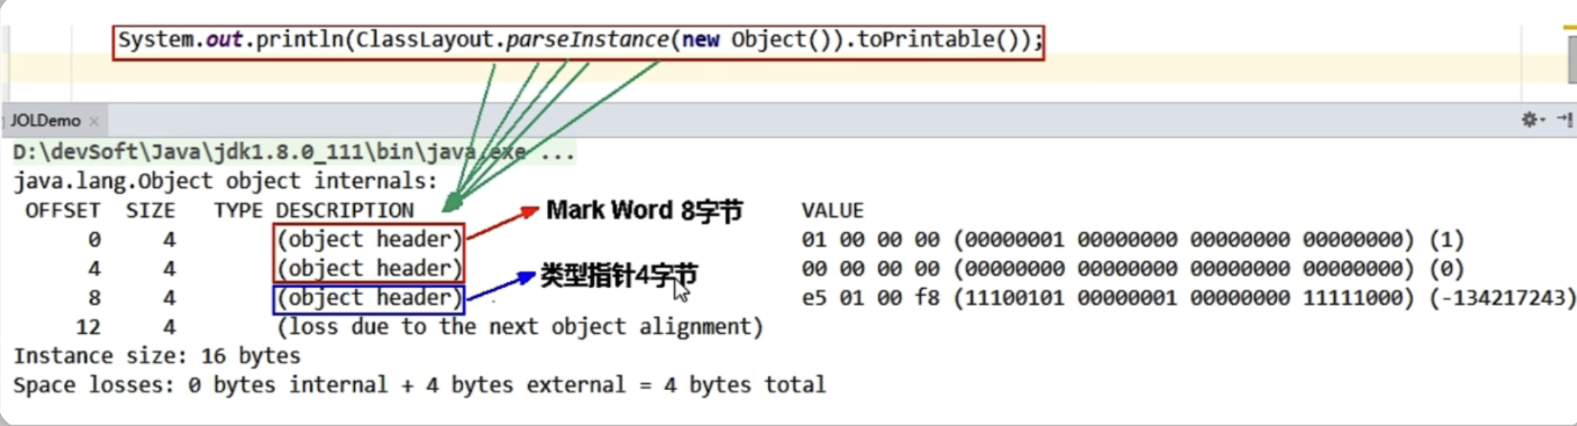 System.out.println(ClassLayout.parseInstance(new Object()).toPrintable());
JOLDemo
D:\devSoft\Java\jdk1.8.0_111\bin\java.exe ...
java.lang.Object object internals:
OFFSET SIZE TYPE DESCRIPTION Mark Word 8字节 VALUE
0 4 (object header) 01 00 00 00 (00000001 00000000 00000000 00000000) (1)
4 4 (object header) 类型指针4字节 00 00 00 00 (00000000 00000000 00000000 00000000) (0)
8 4 (object header) e5 01 00 f8 (11100101 00000001 00000000 11111000) (-134217243)
12 4 (loss due to the next object alignment)
Instance size: 16 bytes
Space losses: 0 bytes internal + 4 bytes external = 4 bytes total